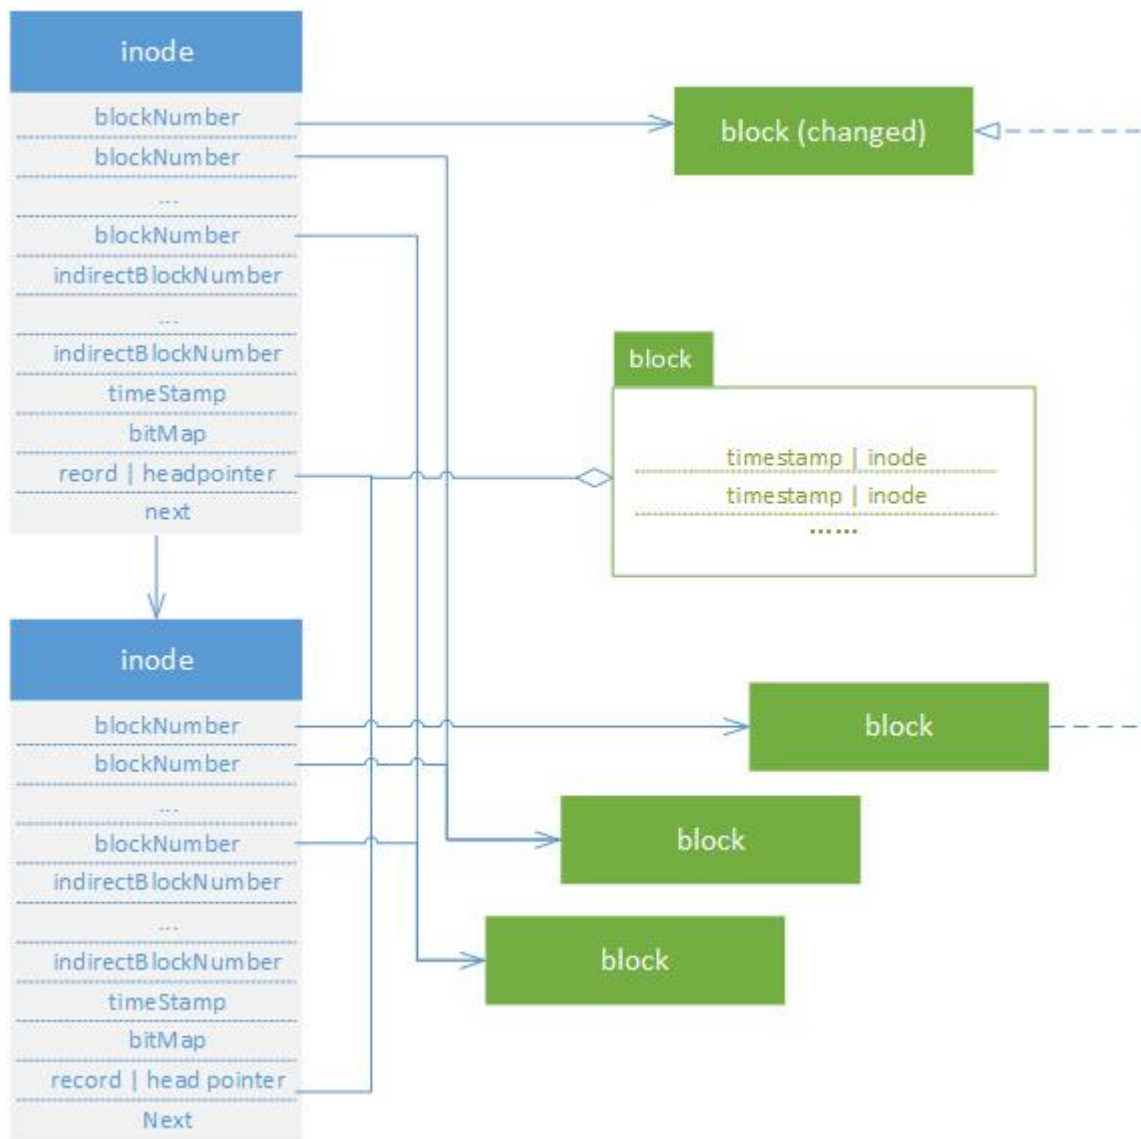 inode
blockNumber
blockNumber
...
blockNumber
indirectBlockNumber
...
indirectBlockNumber
timeStamp
bitMap
reord | headpointer
next
block (changed)
block
timestamp | inode
timestamp | inode
......
inode
blockNumber
blockNumber
...
blockNumber
indirectBlockNumber
...
indirectBlockNumber
timeStamp
bitMap
record | head pointer
Next
block
block
block